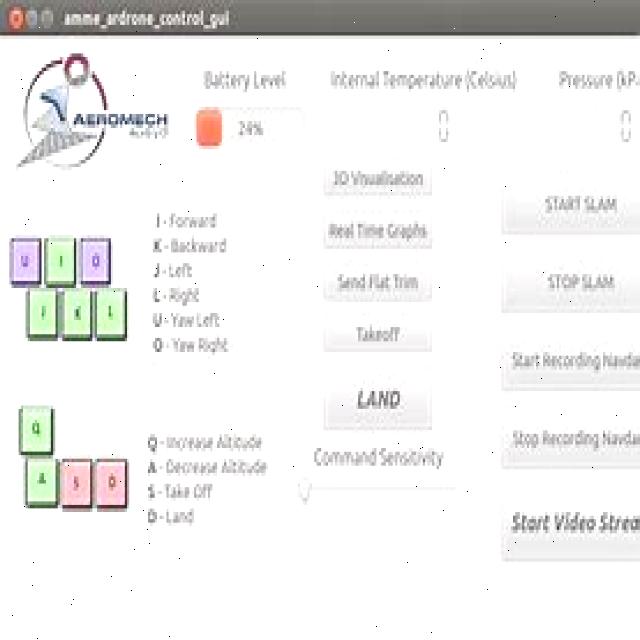 amme_ardrone_control_gui
AEROMECH
Battery Level
24%
Internal Temperature (Celsius)
0
Pressure (kP
0
3D Visualisation
Real Time Graphs
Send Flat Trim
Takeoff
LAND
Command Sensitivity
START SLAM
STOP SLAM
Start Recording Navda
Stop Recording Navda
Start Video Strea
U I O
J K L
I - Forward
K - Backward
J - Left
L - Right
U - Yaw Left
O - Yaw Right
Q
A S D
Q - Increase Altitude
A - Decrease Altitude
S - Take Off
D - Land